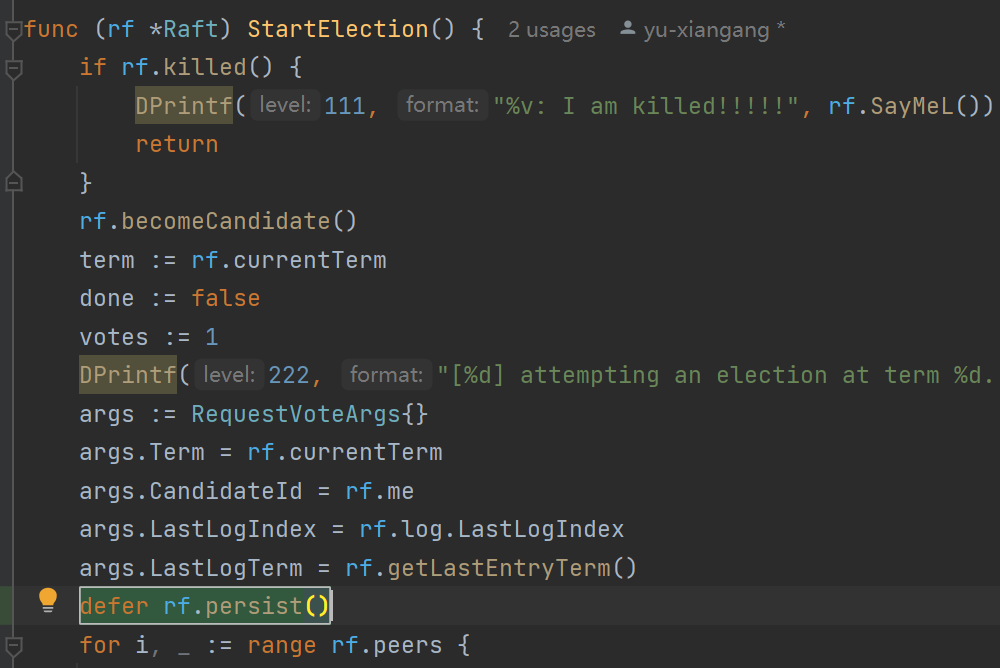 func (rf *Raft) StartElection() { 2 usages yu-xiangang *
if rf.killed() {
DPrintf( level: 111, format: "%v: I am killed!!!!!", rf.SayMeL())
return
}
rf.becomeCandidate()
term := rf.currentTerm
done := false
votes := 1
DPrintf( level: 222, format: "[%d] attempting an election at term %d.
args := RequestVoteArgs{}
args.Term = rf.currentTerm
args.CandidateId = rf.me
args.LastLogIndex = rf.log.LastLogIndex
args.LastLogTerm = rf.getLastEntryTerm()
defer rf.persist()
for i, _ := range rf.peers {